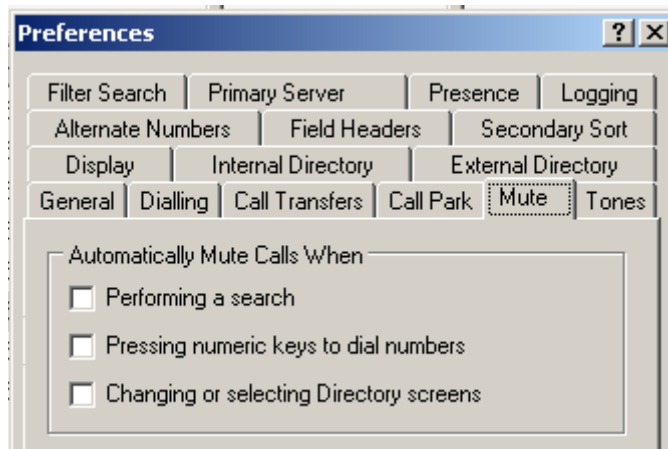 Preferences
Filter Search Primary Server Presence Logging
Alternate Numbers Field Headers Secondary Sort
Display Internal Directory External Directory
General Dialling Call Transfers Call Park Mute Tones
Automatically Mute Calls When
Performing a search
Pressing numeric keys to dial numbers
Changing or selecting Directory screens